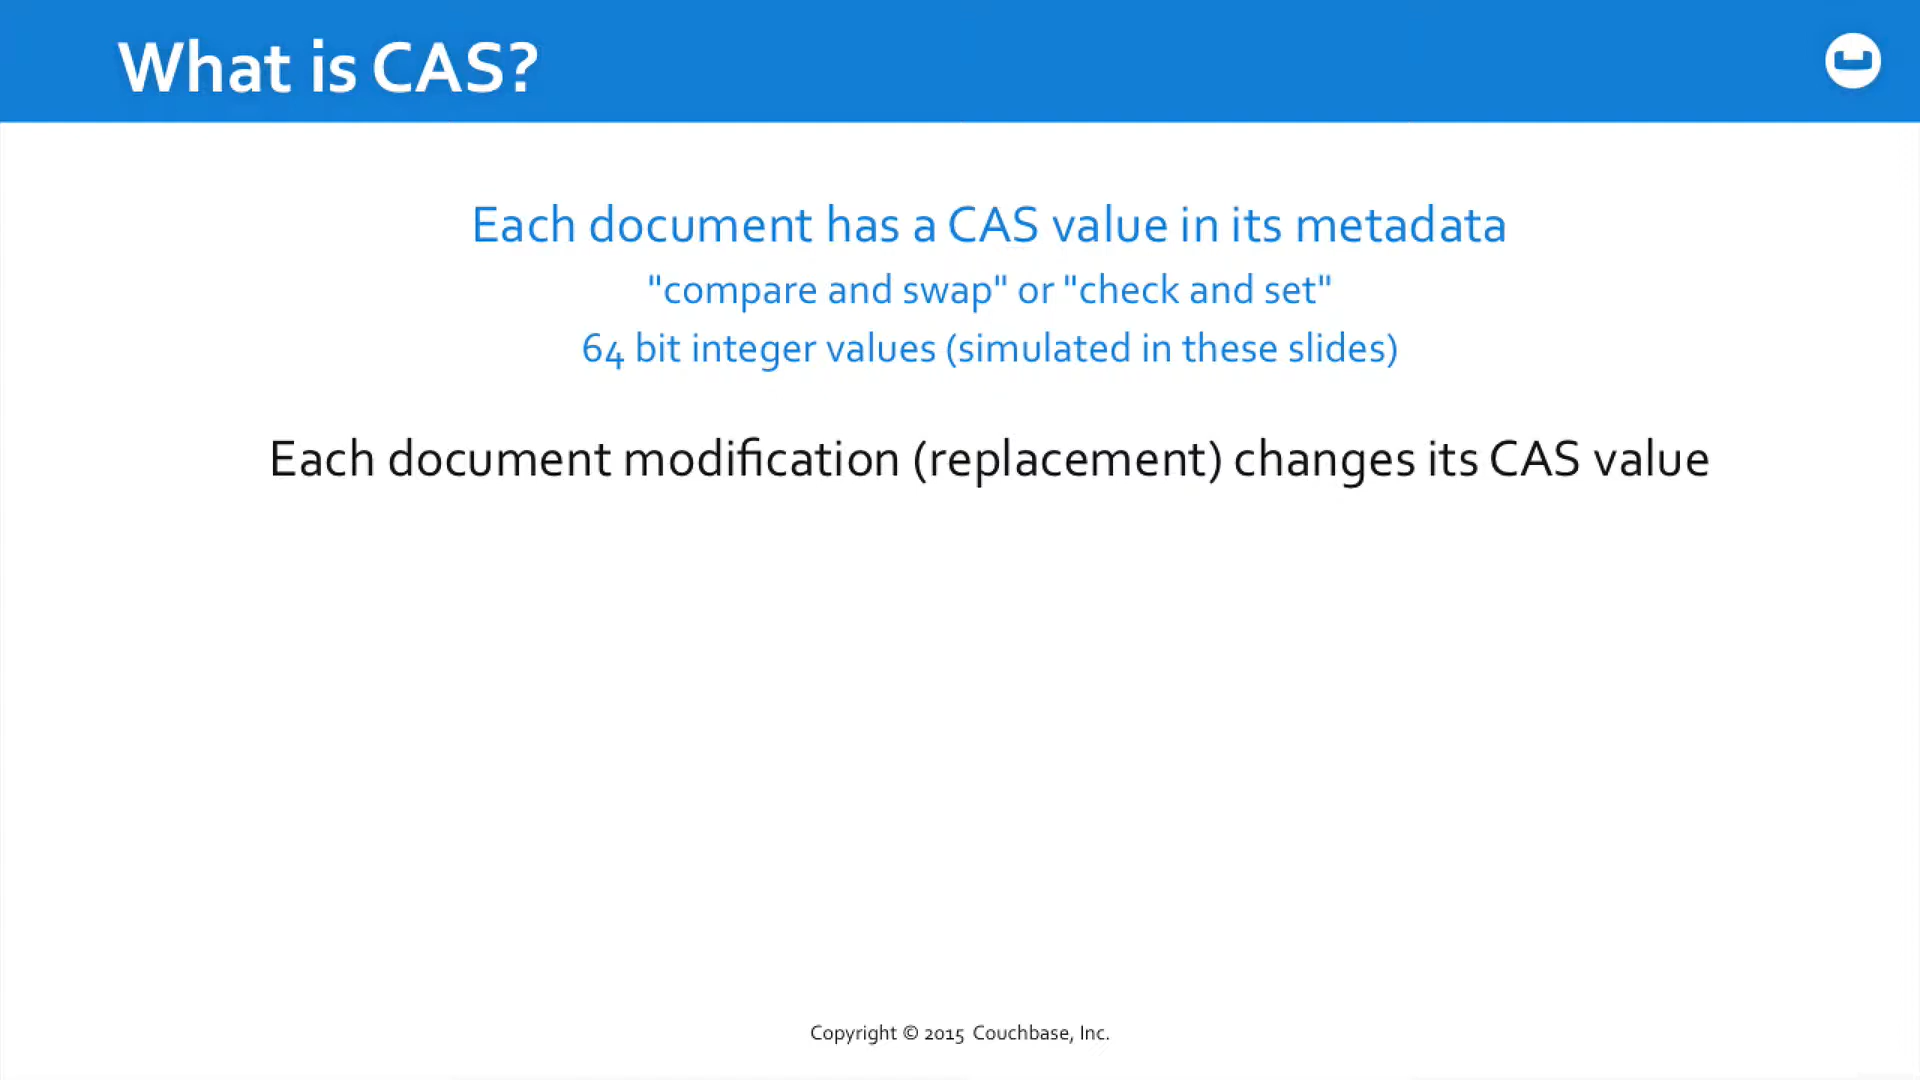 What is CAS?
Each document has a CAS value in its metadata
"compare and swap" or "check and set"
64 bit integer values (simulated in these slides)
Each document modification (replacement) changes its CAS value
Copyright © 2015 Couchbase, Inc.